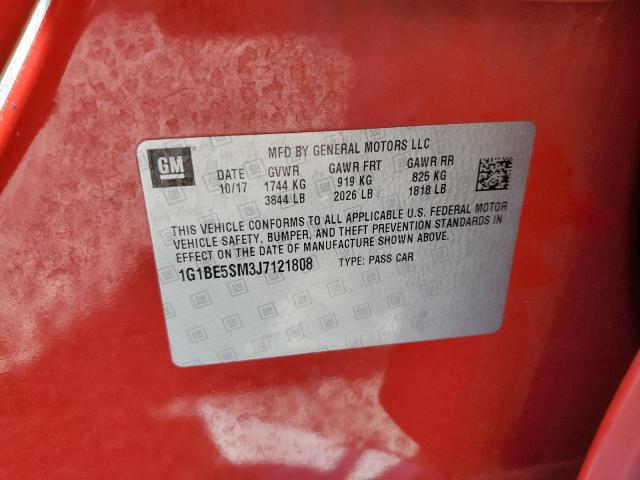 GM
MFD BY GENERAL MOTORS LLC
DATE GVWR GAWR FRT GAWR RR
10/17 1744 KG 919 KG 825 KG
3844 LB 2026 LB 1818 LB
THIS VEHICLE CONFORMS TO ALL APPLICABLE U.S. FEDERAL MOTOR
VEHICLE SAFETY, BUMPER, AND THEFT PREVENTION STANDARDS IN
EFFECT ON THE DATE OF MANUFACTURE SHOWN ABOVE.
1G1BE5SM3J7121808 TYPE: PASS CAR